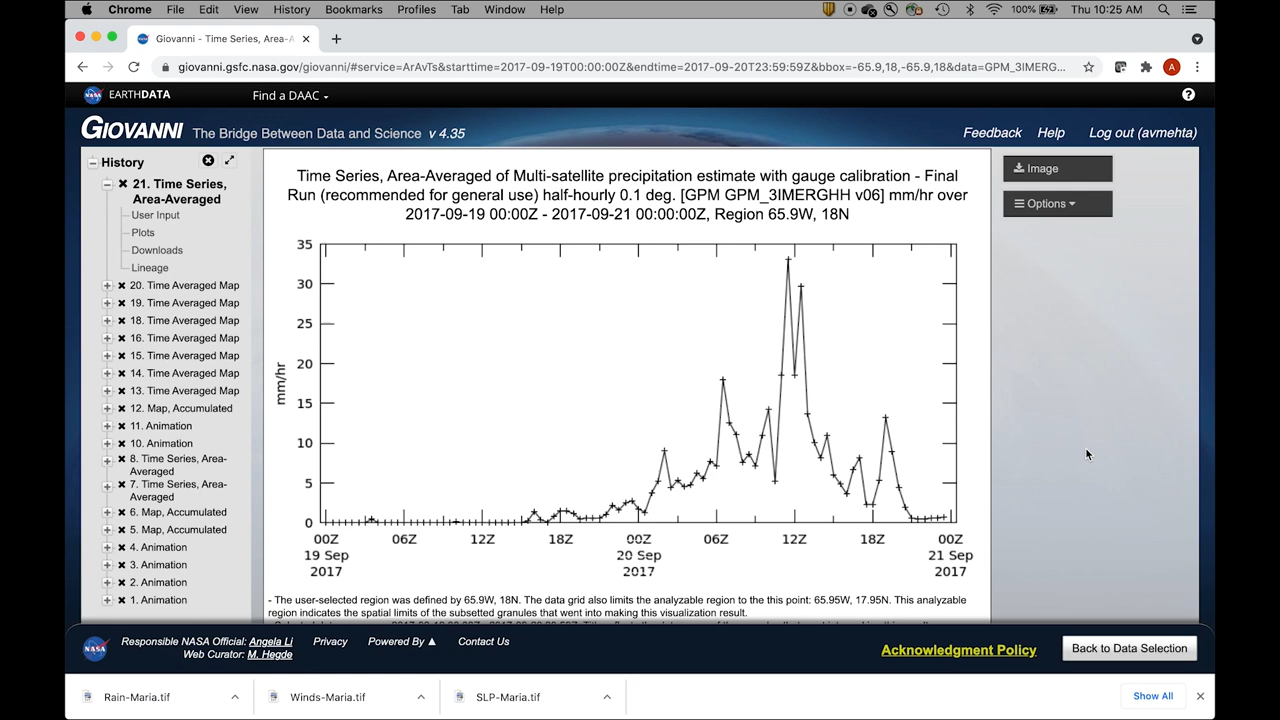 Chrome File Edit View History Bookmarks Profiles Tab Window Help 100% Thu 10:25 AM
Giovanni - Time Series, Area-A
giovanni.gsfc.nasa.gov/giovanni/#service=ArAvTs&starttime=2017-09-19T00:00:00Z&endtime=2017-09-20T23:59:59Z&bbox=-65.9,18,-65.9,18&data=GPM_3IMERG... A
EARTHDATA Find a DAAC
GIOVANNI The Bridge Between Data and Science v 4.35 Feedback Help Log out (avmehta)
History
21. Time Series,
Area-Averaged
User Input
Plots
Downloads
Lineage
20. Time Averaged Map
19. Time Averaged Map
18. Time Averaged Map
16. Time Averaged Map
15. Time Averaged Map
14. Time Averaged Map
13. Time Averaged Map
12. Map, Accumulated
11. Animation
10. Animation
8. Time Series, Area-
Averaged
7. Time Series, Area-
Averaged
6. Map, Accumulated
5. Map, Accumulated
4. Animation
3. Animation
2. Animation
1. Animation
Time Series, Area-Averaged of Multi-satellite precipitation estimate with gauge calibration - Final
Run (recommended for general use) half-hourly 0.1 deg. [GPM GPM_3IMERGHH v06] mm/hr over
2017-09-19 00:00Z - 2017-09-21 00:00:00Z, Region 65.9W, 18N
35
30
25
20
15
10
5
0
mm/hr
00Z 06Z 12Z 18Z 00Z 06Z 12Z 18Z 00Z
19 Sep 20 Sep 21 Sep
2017 2017 2017
- The user-selected region was defined by 65.9W, 18N. The data grid also limits the analyzable region to the this point: 65.95W, 17.95N. This analyzable
region indicates the spatial limits of the subsetted granules that went into making this visualization result.
Image
Options
Responsible NASA Official: Angela Li Privacy Powered By Contact Us
Web Curator: M. Hegde
Acknowledgment Policy Back to Data Selection
Rain-Maria.tif Winds-Maria.tif SLP-Maria.tif Show All